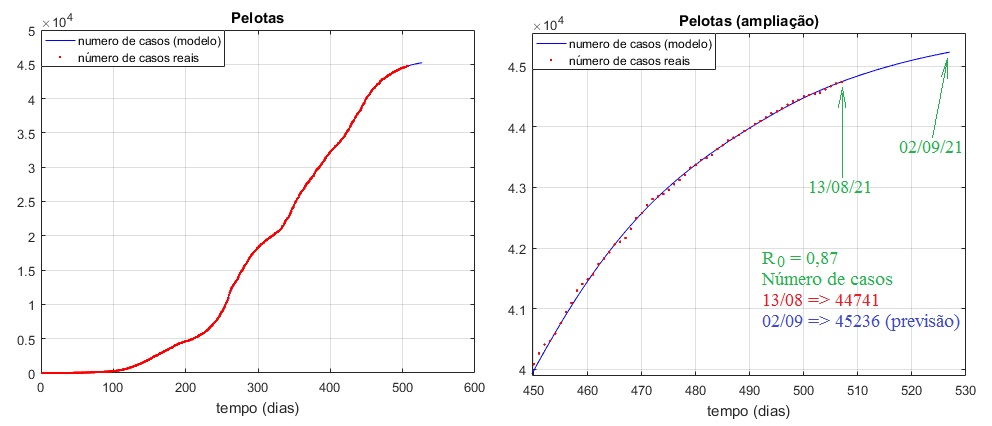 Pelotas
×10⁴
5
4.5
4
3.5
3
2.5
2
1.5
1
0.5
0
0 100 200 300 400 500 600
tempo (dias)
numero de casos (modelo)
número de casos reais
Pelotas (ampliação)
×10⁴
4.5
4.4
4.3
4.2
4.1
4
450 460 470 480 490 500 510 520 530
tempo (dias)
numero de casos (modelo)
número de casos reais
02/09/21
13/08/21
R₀ = 0,87
Número de casos
13/08 => 44741
02/09 => 45236 (previsão)